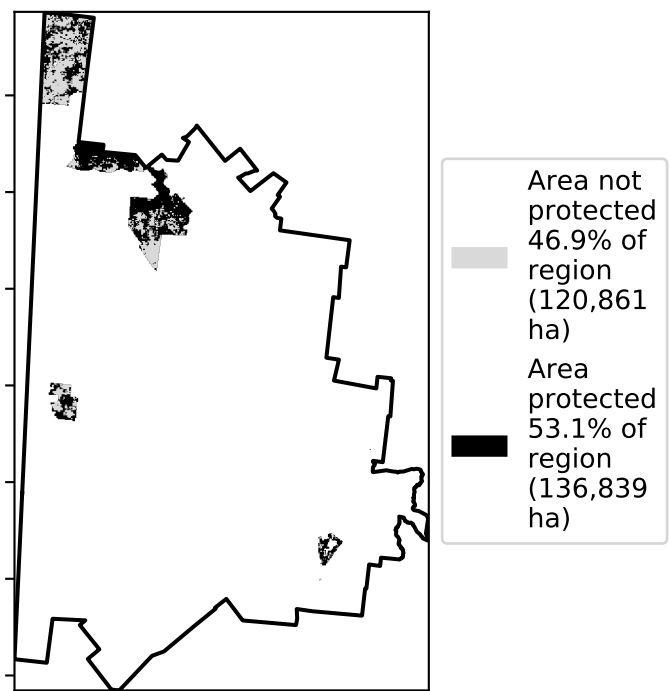 Area not
protected
46.9% of
region
(120,861
ha)
Area
protected
53.1% of
region
(136,839
ha)